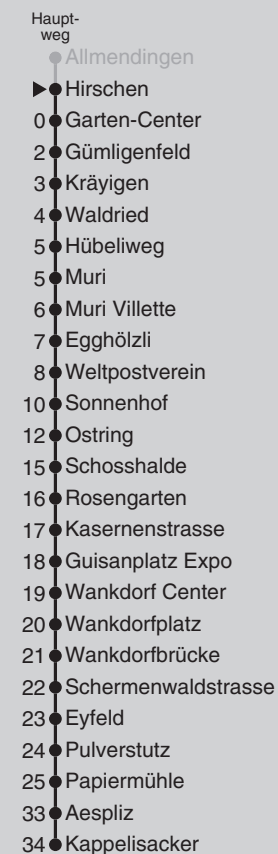 Haupt-
weg
Allmendingen
Hirschen
0 Garten-Center
2 Gümligenfeld
3 Kräyigen
4 Waldried
5 Hübeliweg
5 Muri
6 Muri Villette
7 Egghölzli
8 Weltpostverein
10 Sonnenhof
12 Ostring
15 Schosshalde
16 Rosengarten
17 Kasernenstrasse
18 Guisanplatz Expo
19 Wankdorf Center
20 Wankdorfplatz
21 Wankdorfbrücke
22 Schermenwaldstrasse
23 Eyfeld
24 Pulverstutz
25 Papiermühle
33 Aespliz
34 Kappelisacker